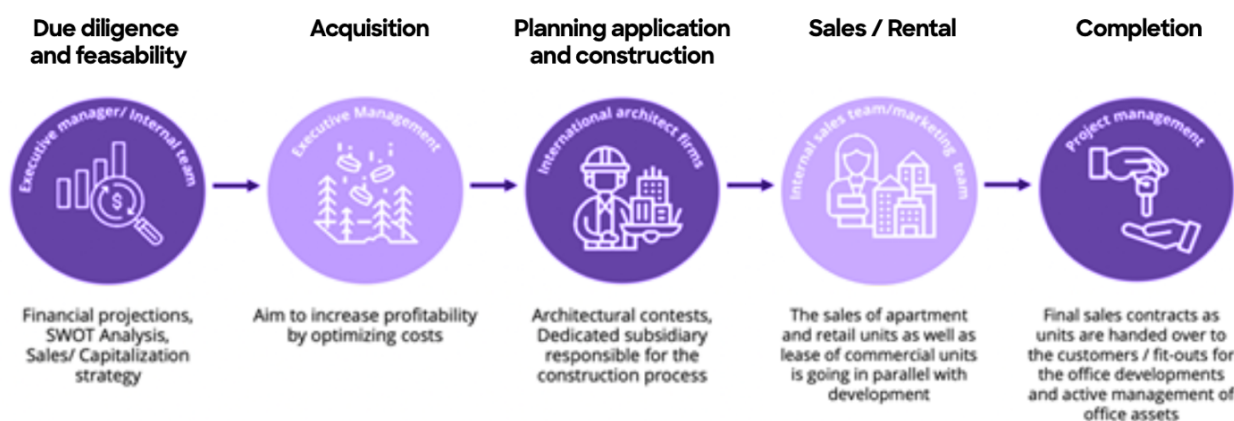 Due diligence
and feasability
Acquisition
Planning application
and construction
Sales / Rental
Completion
Executive manager/ Internal team
Executive Management
International architect firms
Internal sales team/marketing team
Project management
$
Financial projections,
SWOT Analysis,
Sales/ Capitalization
strategy
Aim to increase profitability
by optimizing costs
Architectural contests,
Dedicated subsidiary
responsible for the
construction process
The sales of apartment
and retail units as well as
lease of commercial units
is going in parallel with
development
Final sales contracts as
units are handed over to
the customers / fit-outs for
the office developments
and active management of
office assets